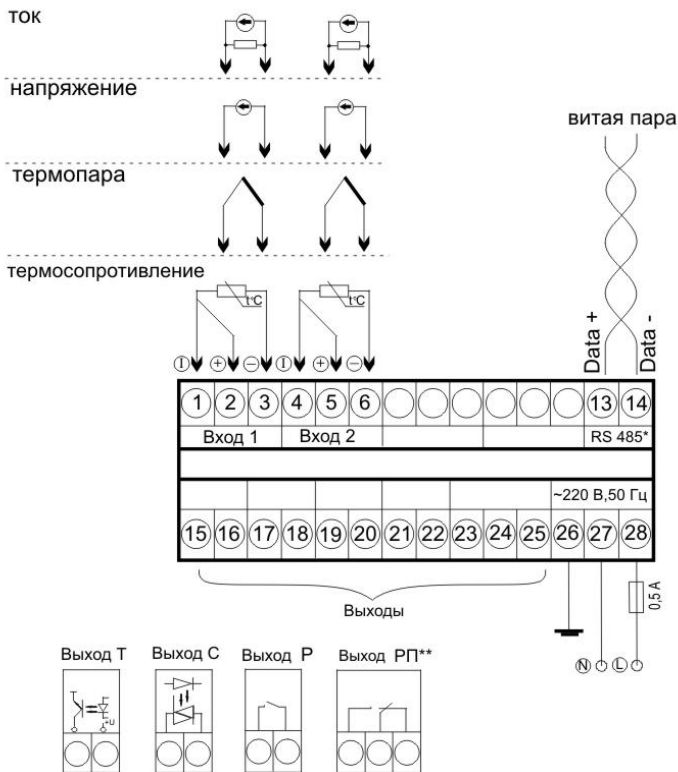 ток
напряжение
термопара
термосопротивление
t°C
t°C
витая пара
Data +
Data -
I + − I + −
1 2 3 4 5 6 13 14
Вход 1 Вход 2 RS 485*
~220 В,50 Гц
15 16 17 18 19 20 21 22 23 24 25 26 27 28
Выходы
0,5 А
N L
Выход Т Выход С Выход Р Выход РП**
+U